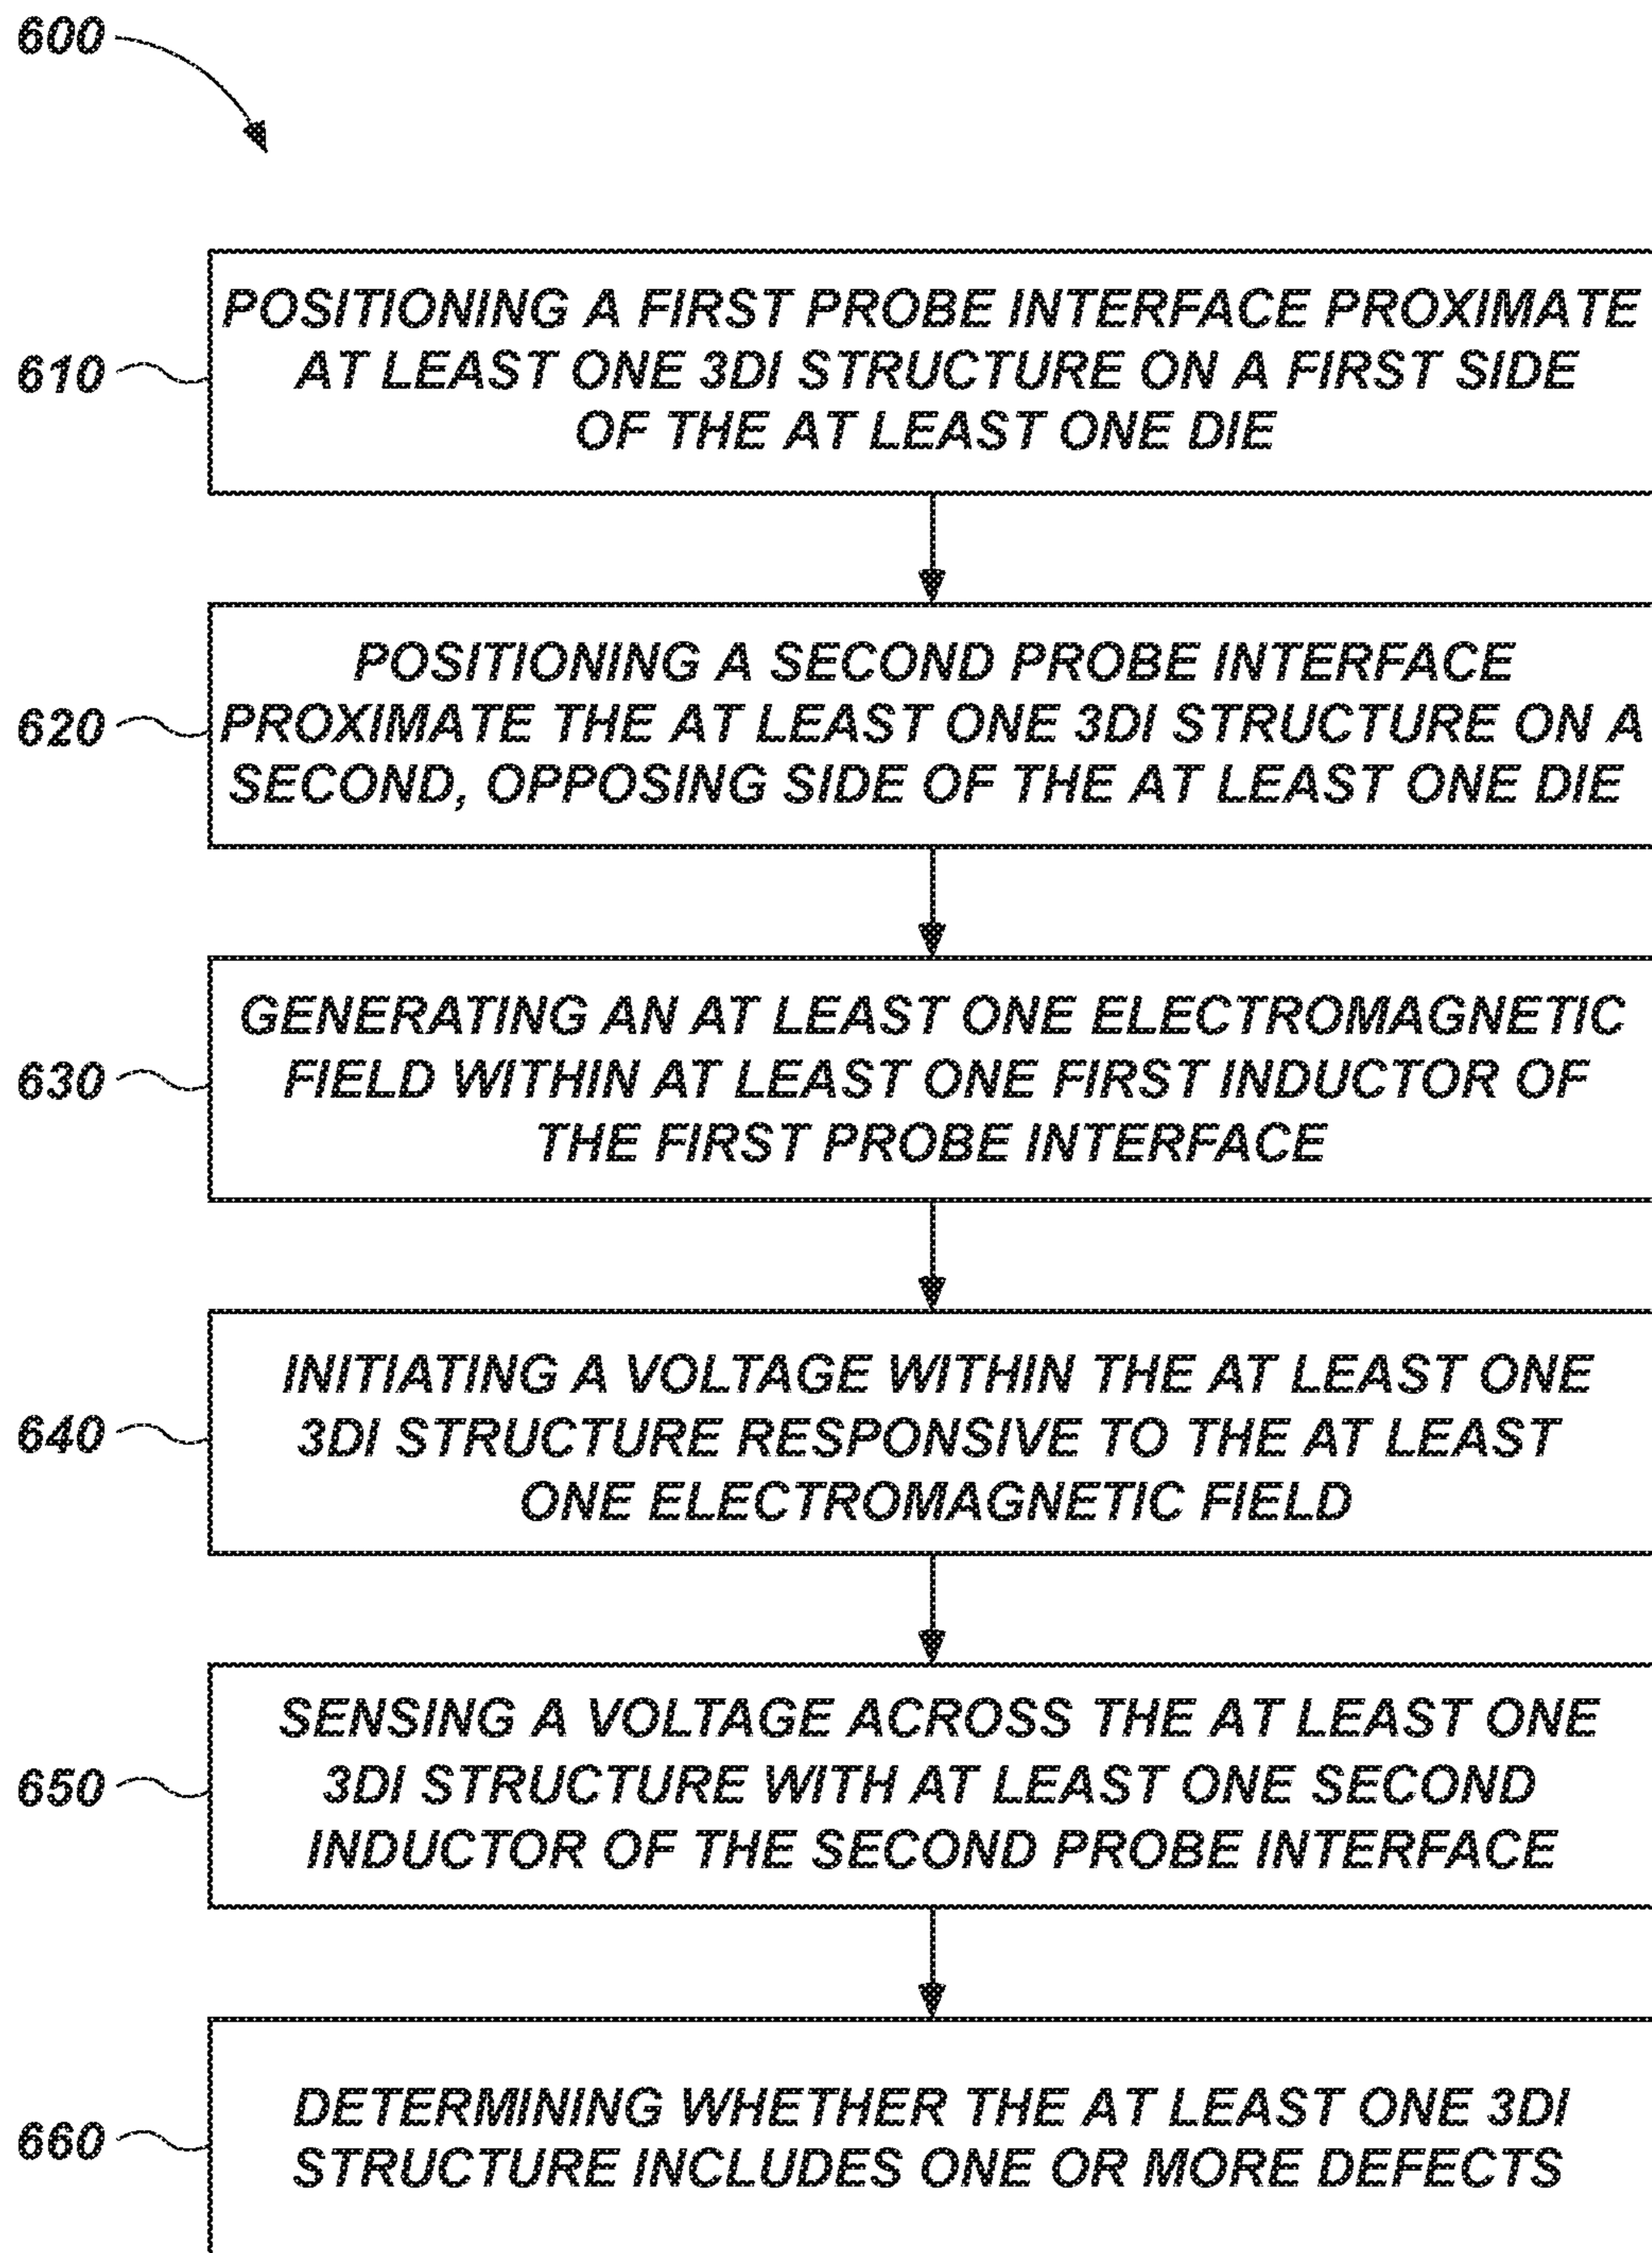 600
POSITIONING A FIRST PROBE INTERFACE PROXIMATE
AT LEAST ONE 3DI STRUCTURE ON A FIRST SIDE
OF THE AT LEAST ONE DIE
610
POSITIONING A SECOND PROBE INTERFACE
PROXIMATE THE AT LEAST ONE 3DI STRUCTURE ON A
SECOND, OPPOSING SIDE OF THE AT LEAST ONE DIE
620
GENERATING AN AT LEAST ONE ELECTROMAGNETIC
FIELD WITHIN AT LEAST ONE FIRST INDUCTOR OF
THE FIRST PROBE INTERFACE
630
INITIATING A VOLTAGE WITHIN THE AT LEAST ONE
3DI STRUCTURE RESPONSIVE TO THE AT LEAST
ONE ELECTROMAGNETIC FIELD
640
SENSING A VOLTAGE ACROSS THE AT LEAST ONE
3DI STRUCTURE WITH AT LEAST ONE SECOND
INDUCTOR OF THE SECOND PROBE INTERFACE
650
DETERMINING WHETHER THE AT LEAST ONE 3DI
STRUCTURE INCLUDES ONE OR MORE DEFECTS
660